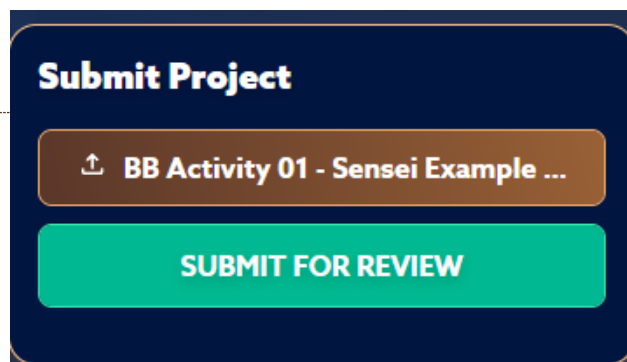 Submit Project
BB Activity 01 - Sensei Example ...
SUBMIT FOR REVIEW